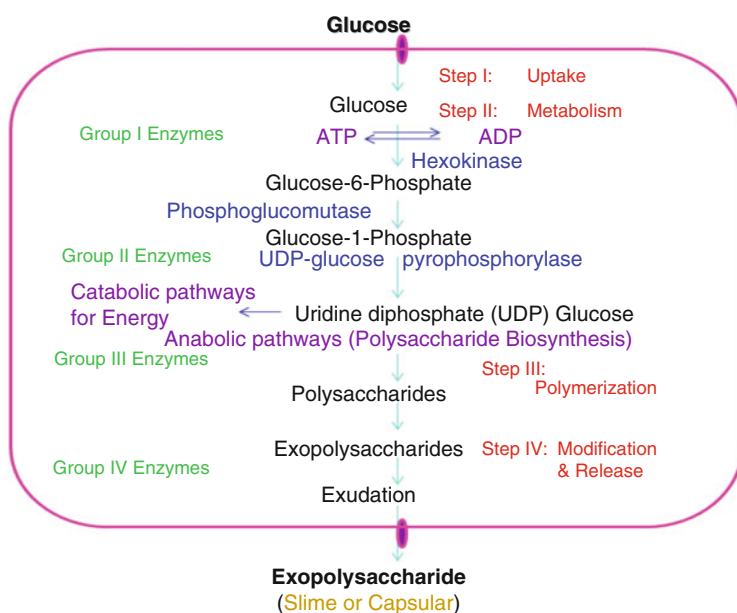 Glucose
Step I: Uptake
Glucose
Step II: Metabolism
Group I Enzymes
ATP ADP
Hexokinase
Glucose-6-Phosphate
Phosphoglucomutase
Glucose-1-Phosphate
Group II Enzymes
UDP-glucose pyrophosphorylase
Catabolic pathways
for Energy
Uridine diphosphate (UDP) Glucose
Anabolic pathways (Polysaccharide Biosynthesis)
Group III Enzymes
Step III:
Polymerization
Polysaccharides
Exopolysaccharides
Step IV: Modification
& Release
Group IV Enzymes
Exudation
Exopolysaccharide
(Slime or Capsular)